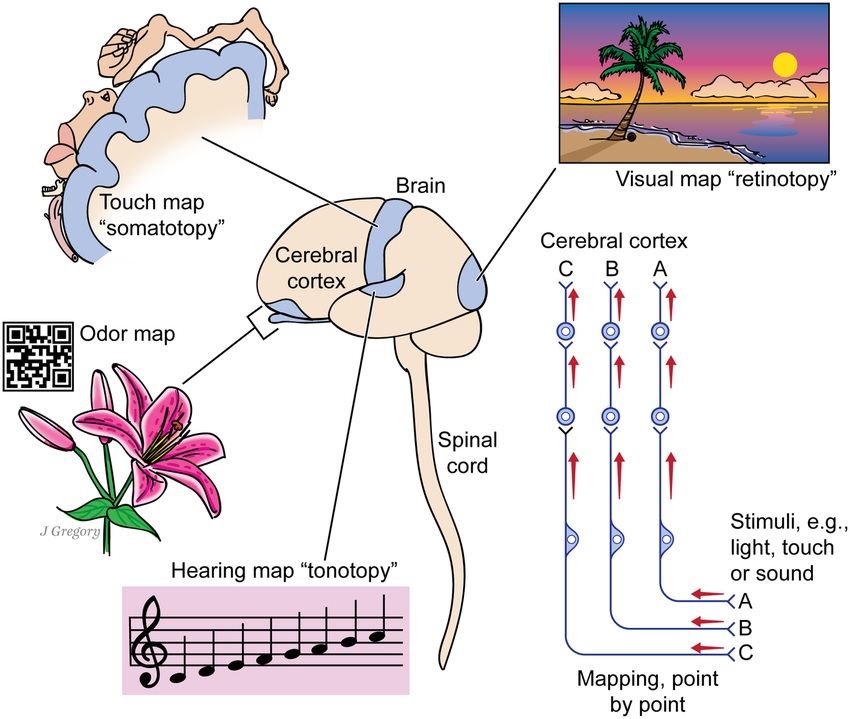 Touch map
“somatotopy”
Visual map “retinotopy”
Brain
Cerebral
cortex
Cerebral cortex
C B A
Odor map
Spinal
cord
J Gregory
Stimuli, e.g.,
light, touch
or sound
A
B
C
Hearing map “tonotopy”
Mapping, point
by point